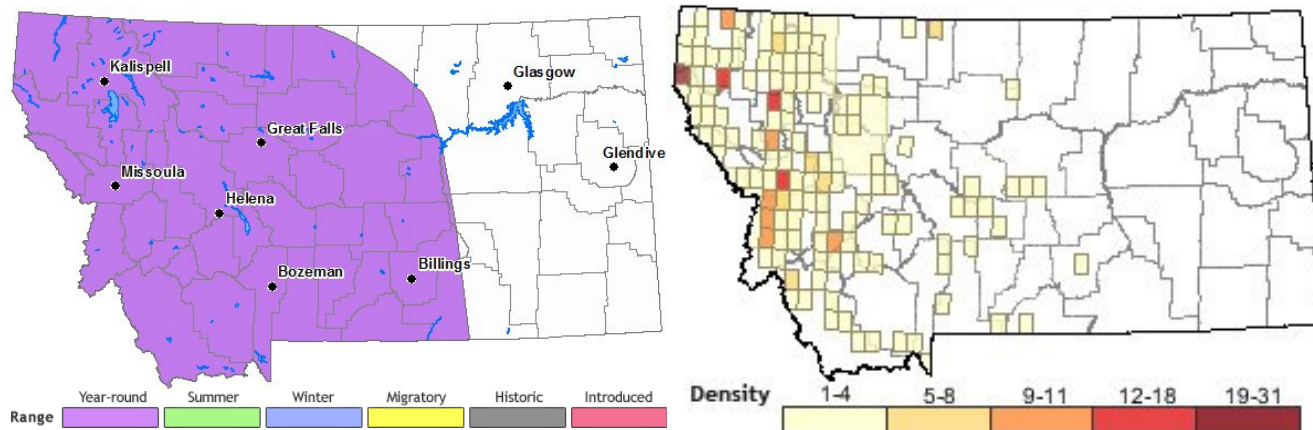 Kalispell
Glasgow
Great Falls
Glendive
Missoula
Helena
Bozeman
Billings
Year-round Summer Winter Migratory Historic Introduced
Range
Density 1-4 5-8 9-11 12-18 19-31